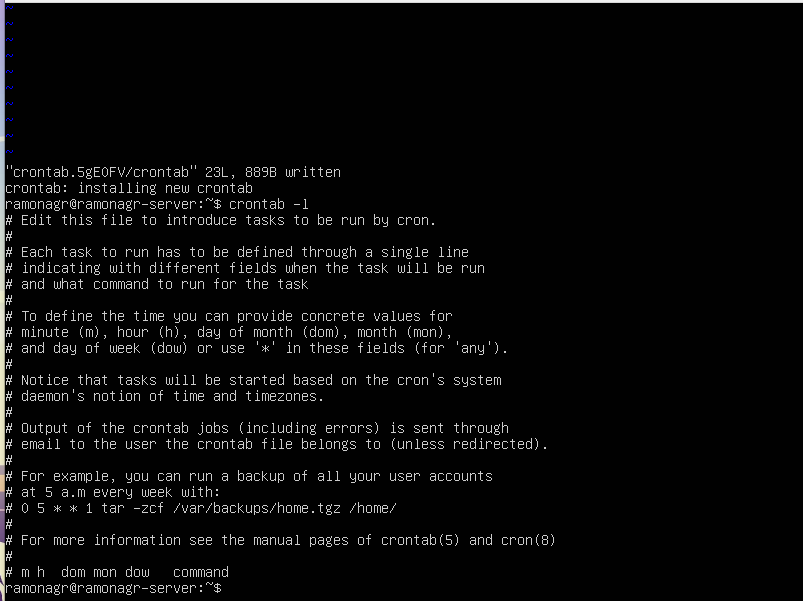 ~
~
~
~
~
~
~
~
~
~
"crontab.5gEOFV/crontab" 23L, 889B written
crontab: installing new crontab
ramonagr@ramonagr-server:~$ crontab -l
# Edit this file to introduce tasks to be run by cron.
#
# Each task to run has to be defined through a single line
# indicating with different fields when the task will be run
# and what command to run for the task
#
# To define the time you can provide concrete values for
# minute (m), hour (h), day of month (dom), month (mon),
# and day of week (dow) or use '*' in these fields (for 'any').
#
# Notice that tasks will be started based on the cron's system
# daemon's notion of time and timezones.
#
# Output of the crontab jobs (including errors) is sent through
# email to the user the crontab file belongs to (unless redirected).
#
# For example, you can run a backup of all your user accounts
# at 5 a.m every week with:
# 0 5 * * 1 tar -zcf /var/backups/home.tgz /home/
#
# For more information see the manual pages of crontab(5) and cron(8)
#
# m h  dom mon dow   command
ramonagr@ramonagr-server:~$